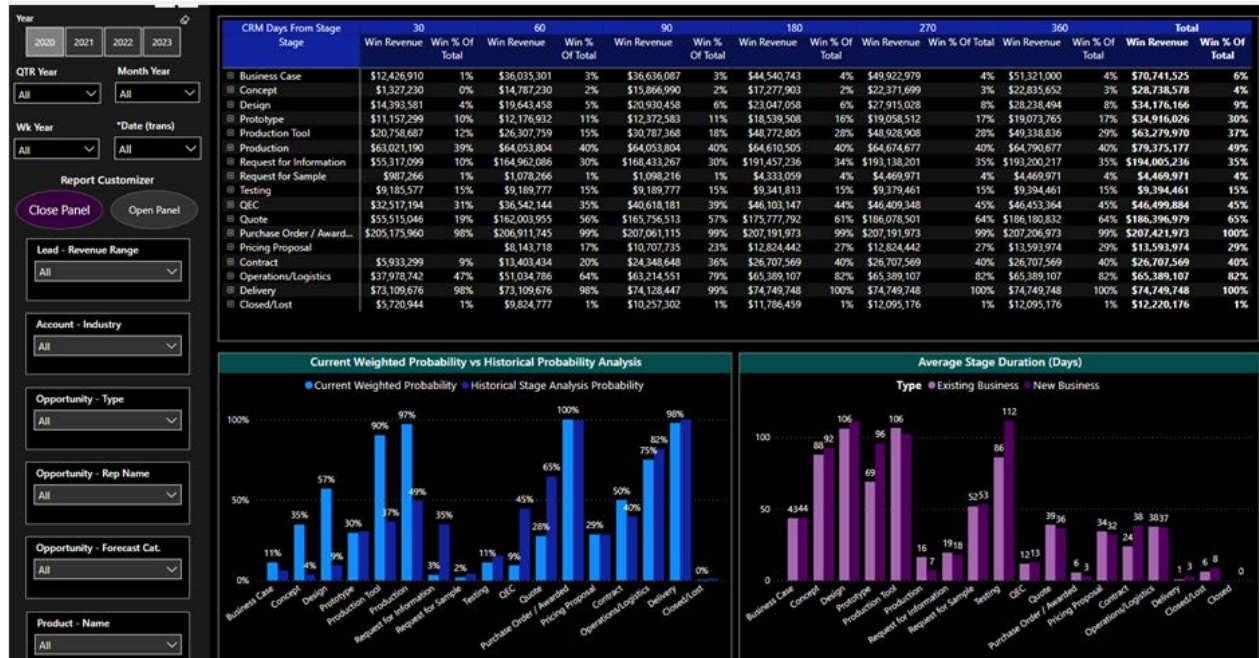 Year
2020 2021 2022 2023
QTR Year Month Year
All All
Wk Year *Date (trans)
All All
Report Customizer
Close Panel Open Panel
Lead - Revenue Range
All
Account - Industry
All
Opportunity - Type
All
Opportunity - Rep Name
All
Opportunity - Forecast Cat.
All
Product - Name
All
CRM Days From Stage 30 60 90 180 270 360 Total
Stage Win Revenue Win % Of Total Win Revenue Win % Of Total Win Revenue Win % Of Total Win Revenue Win % Of Total Win Revenue Win % Of Total Win Revenue Win % Of Total Win Revenue Win % Of Total
Business Case $12,426,910 1% $36,035,301 3% $36,636,087 3% $44,540,743 4% $49,922,979 4% $51,321,000 4% $70,741,525 6%
Concept $1,327,230 0% $14,787,230 2% $15,866,990 2% $17,277,903 2% $22,371,699 3% $22,835,652 3% $28,738,578 4%
Design $14,393,581 4% $19,643,458 5% $20,930,458 6% $23,047,058 6% $27,915,028 8% $28,238,494 8% $34,176,166 9%
Prototype $11,157,299 10% $12,176,932 11% $12,372,583 11% $18,539,508 16% $19,058,512 17% $19,073,765 17% $34,916,026 30%
Production Tool $20,758,687 12% $26,307,759 15% $30,787,368 18% $48,772,805 28% $48,928,908 28% $49,338,836 29% $63,279,970 37%
Production $63,021,190 39% $64,053,804 40% $64,053,804 40% $64,610,505 40% $64,674,677 40% $64,790,677 40% $79,375,177 49%
Request for Information $55,317,099 10% $164,962,086 30% $168,433,267 30% $191,457,236 34% $193,138,201 35% $193,200,217 35% $194,005,236 35%
Request for Sample $987,266 1% $1,078,266 1% $1,098,216 1% $4,333,059 4% $4,469,971 4% $4,469,971 4% $4,469,971 4%
Testing $9,185,577 15% $9,189,777 15% $9,189,777 15% $9,341,813 15% $9,379,461 15% $9,394,461 15% $9,394,461 15%
QEC $32,517,194 31% $36,542,144 35% $40,618,181 39% $46,103,147 44% $46,409,348 45% $46,453,364 45% $46,499,884 45%
Quote $55,515,046 19% $162,003,955 56% $165,756,513 57% $175,777,792 61% $186,078,501 64% $186,180,832 64% $186,396,979 65%
Purchase Order / Award... $205,175,960 98% $206,911,745 99% $207,061,115 99% $207,191,973 99% $207,191,973 99% $207,206,973 99% $207,421,973 100%
Pricing Proposal $8,143,718 17% $10,707,735 23% $12,824,442 27% $12,824,442 27% $13,593,974 29% $13,593,974 29%
Contract $5,933,299 9% $13,403,434 20% $24,348,648 36% $26,707,569 40% $26,707,569 40% $26,707,569 40% $26,707,569 40%
Operations/Logistics $37,978,742 47% $51,034,786 64% $63,214,551 79% $65,389,107 82% $65,389,107 82% $65,389,107 82% $65,389,107 82%
Delivery $73,109,676 98% $73,109,676 98% $74,128,447 99% $74,749,748 100% $74,749,748 100% $74,749,748 100% $74,749,748 100%
Closed/Lost $5,720,944 1% $9,824,777 1% $10,257,302 1% $11,786,459 1% $12,095,176 1% $12,095,176 1% $12,220,176 1%
Current Weighted Probability vs Historical Probability Analysis
Current Weighted Probability Historical Stage Analysis Probability
100%
50%
0%
11% 35% 4% 57% 9% 30% 90% 37% 97% 49% 3% 35% 2% 11% 9% 45% 28% 65% 100% 29% 50% 40% 75% 82% 98% 0%
Business Case Concept Design Prototype Production Tool Production Request for Information Request for Sample Testing QEC Quote Purchase Order / Awarded Pricing Proposal Contract Operations/Logistics Delivery Closed/Lost
Average Stage Duration (Days)
Type Existing Business New Business
100
50
0
43 44 88 92 106 69 96 106 16 7 19 18 52 53 86 112 12 13 39 36 6 3 34 32 24 38 38 37 1 3 6 8 0
Business Case Concept Design Prototype Production Tool Production Request for Information Request for Sample Testing QEC Quote Purchase Order / Awarded Pricing Proposal Contract Operations/Logistics Delivery Closed/Lost Closed